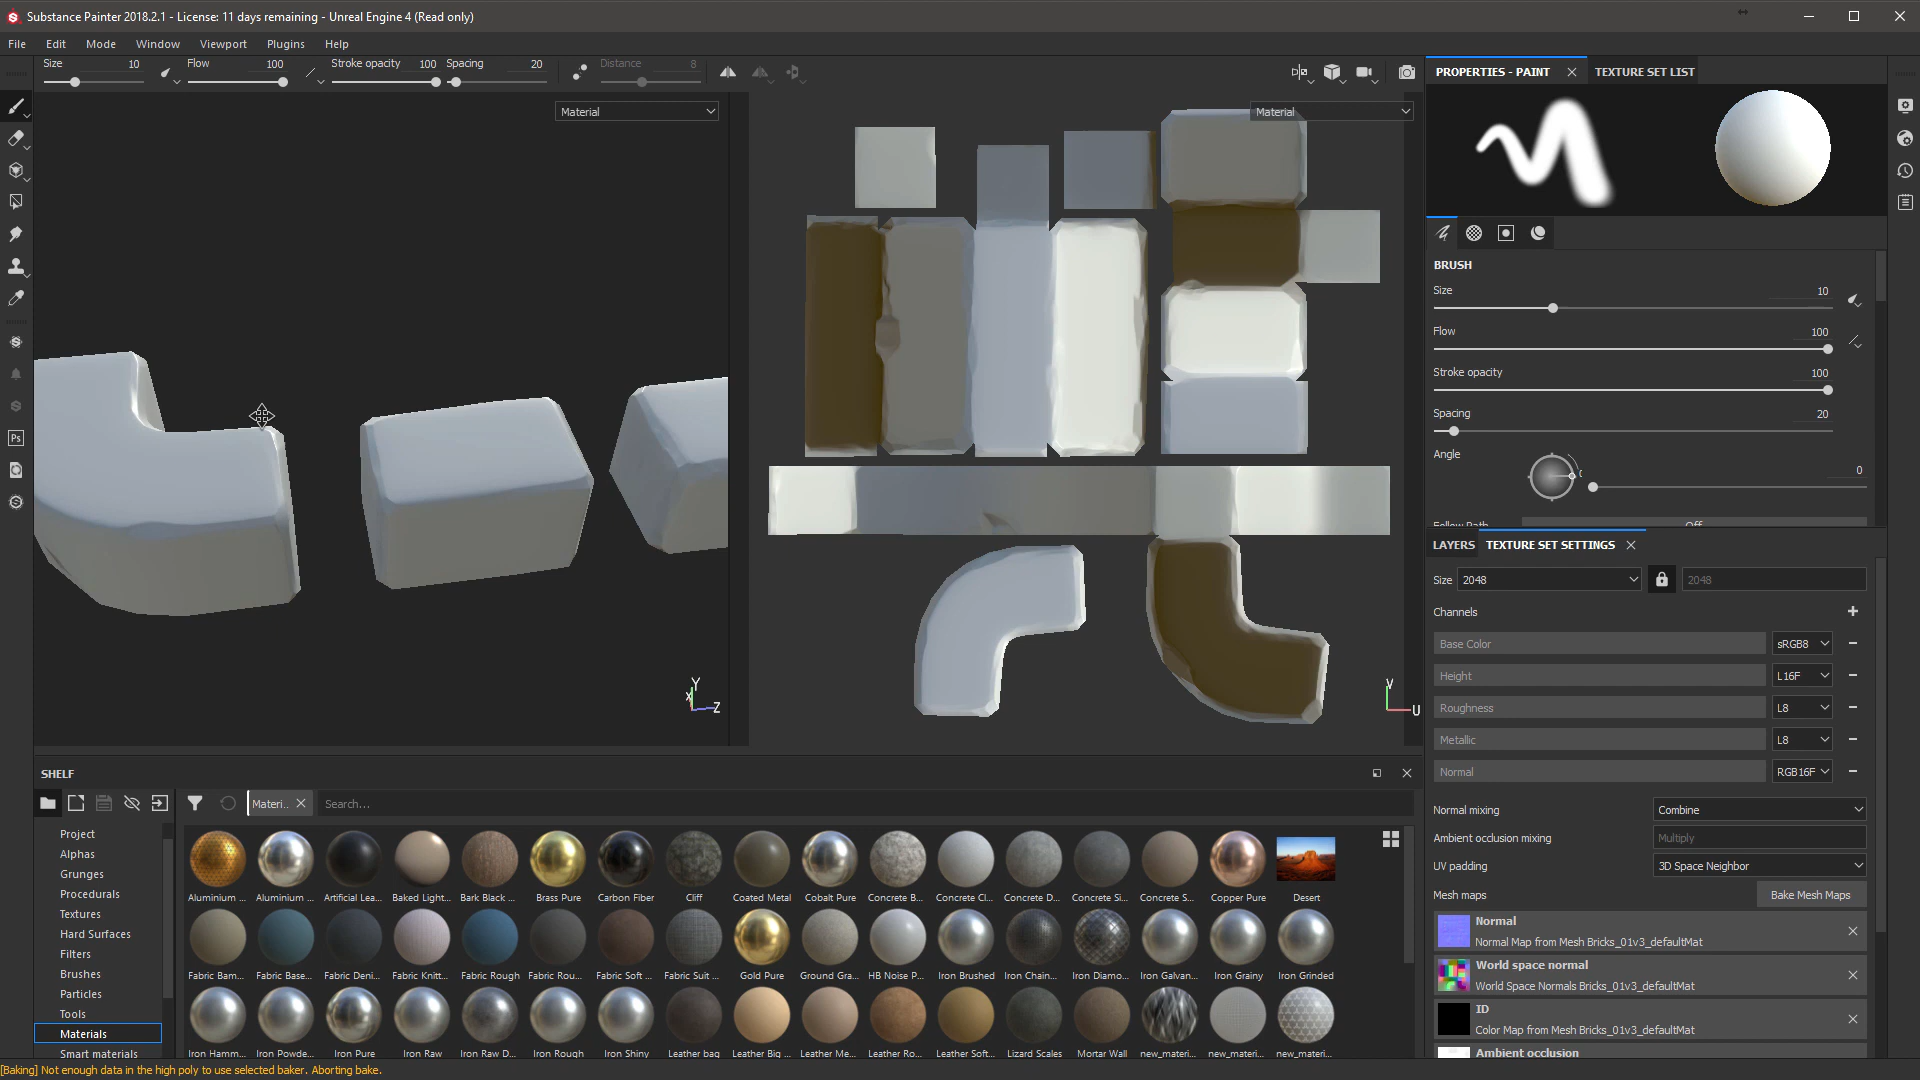 Substance Painter 2018.2.1 - License: 11 days remaining - Unreal Engine 4 (Read only)
File Edit Mode Window Viewport Plugins Help
Size 10 Flow 100 Stroke opacity 100 Spacing 20 Distance 8
Material
Material
Y
X
Z
V
U
PROPERTIES - PAINT
TEXTURE SET LIST
BRUSH
Size 10
Flow 100
Stroke opacity 100
Spacing 20
Angle
0
Follow Path Off
LAYERS
TEXTURE SET SETTINGS
Size 2048 2048
Channels
Base Color sRGB8
Height L16F
Roughness L8
Metallic L8
Normal RGB16F
Normal mixing Combine
Ambient occlusion mixing Multiply
UV padding 3D Space Neighbor
Mesh maps Bake Mesh Maps
Normal
Normal Map from Mesh Bricks_01v3_defaultMat
World space normal
World Space Normals Bricks_01v3_defaultMat
ID
Color Map from Mesh Bricks_01v3_defaultMat
Ambient occlusion
Ps
SHELF
Materi..
Search...
Project
Alphas
Grunges
Procedurals
Textures
Hard Surfaces
Filters
Brushes
Particles
Tools
Materials
Smart materials
Aluminium ... Aluminium ... Artificial Lea... Baked Light... Bark Black ... Brass Pure Carbon Fiber Cliff Coated Metal Cobalt Pure Concrete B... Concrete Cl... Concrete D... Concrete Si... Concrete S... Copper Pure Desert
Fabric Bam... Fabric Base... Fabric Deni... Fabric Knitt... Fabric Rough Fabric Rou... Fabric Soft ... Fabric Suit ... Gold Pure Ground Gra... HB Noise P... Iron Brushed Iron Chain... Iron Diamo... Iron Galvan... Iron Grainy Iron Grinded
Iron Hamm... Iron Powde... Iron Pure Iron Raw Iron Raw D... Iron Rough Iron Shiny Leather bag Leather Big ... Leather Me... Leather Ro... Leather Soft... Lizard Scales Mortar Wall new_materi... new_materi... new_materi...
[Baking] Not enough data in the high poly to use selected baker. Aborting bake.